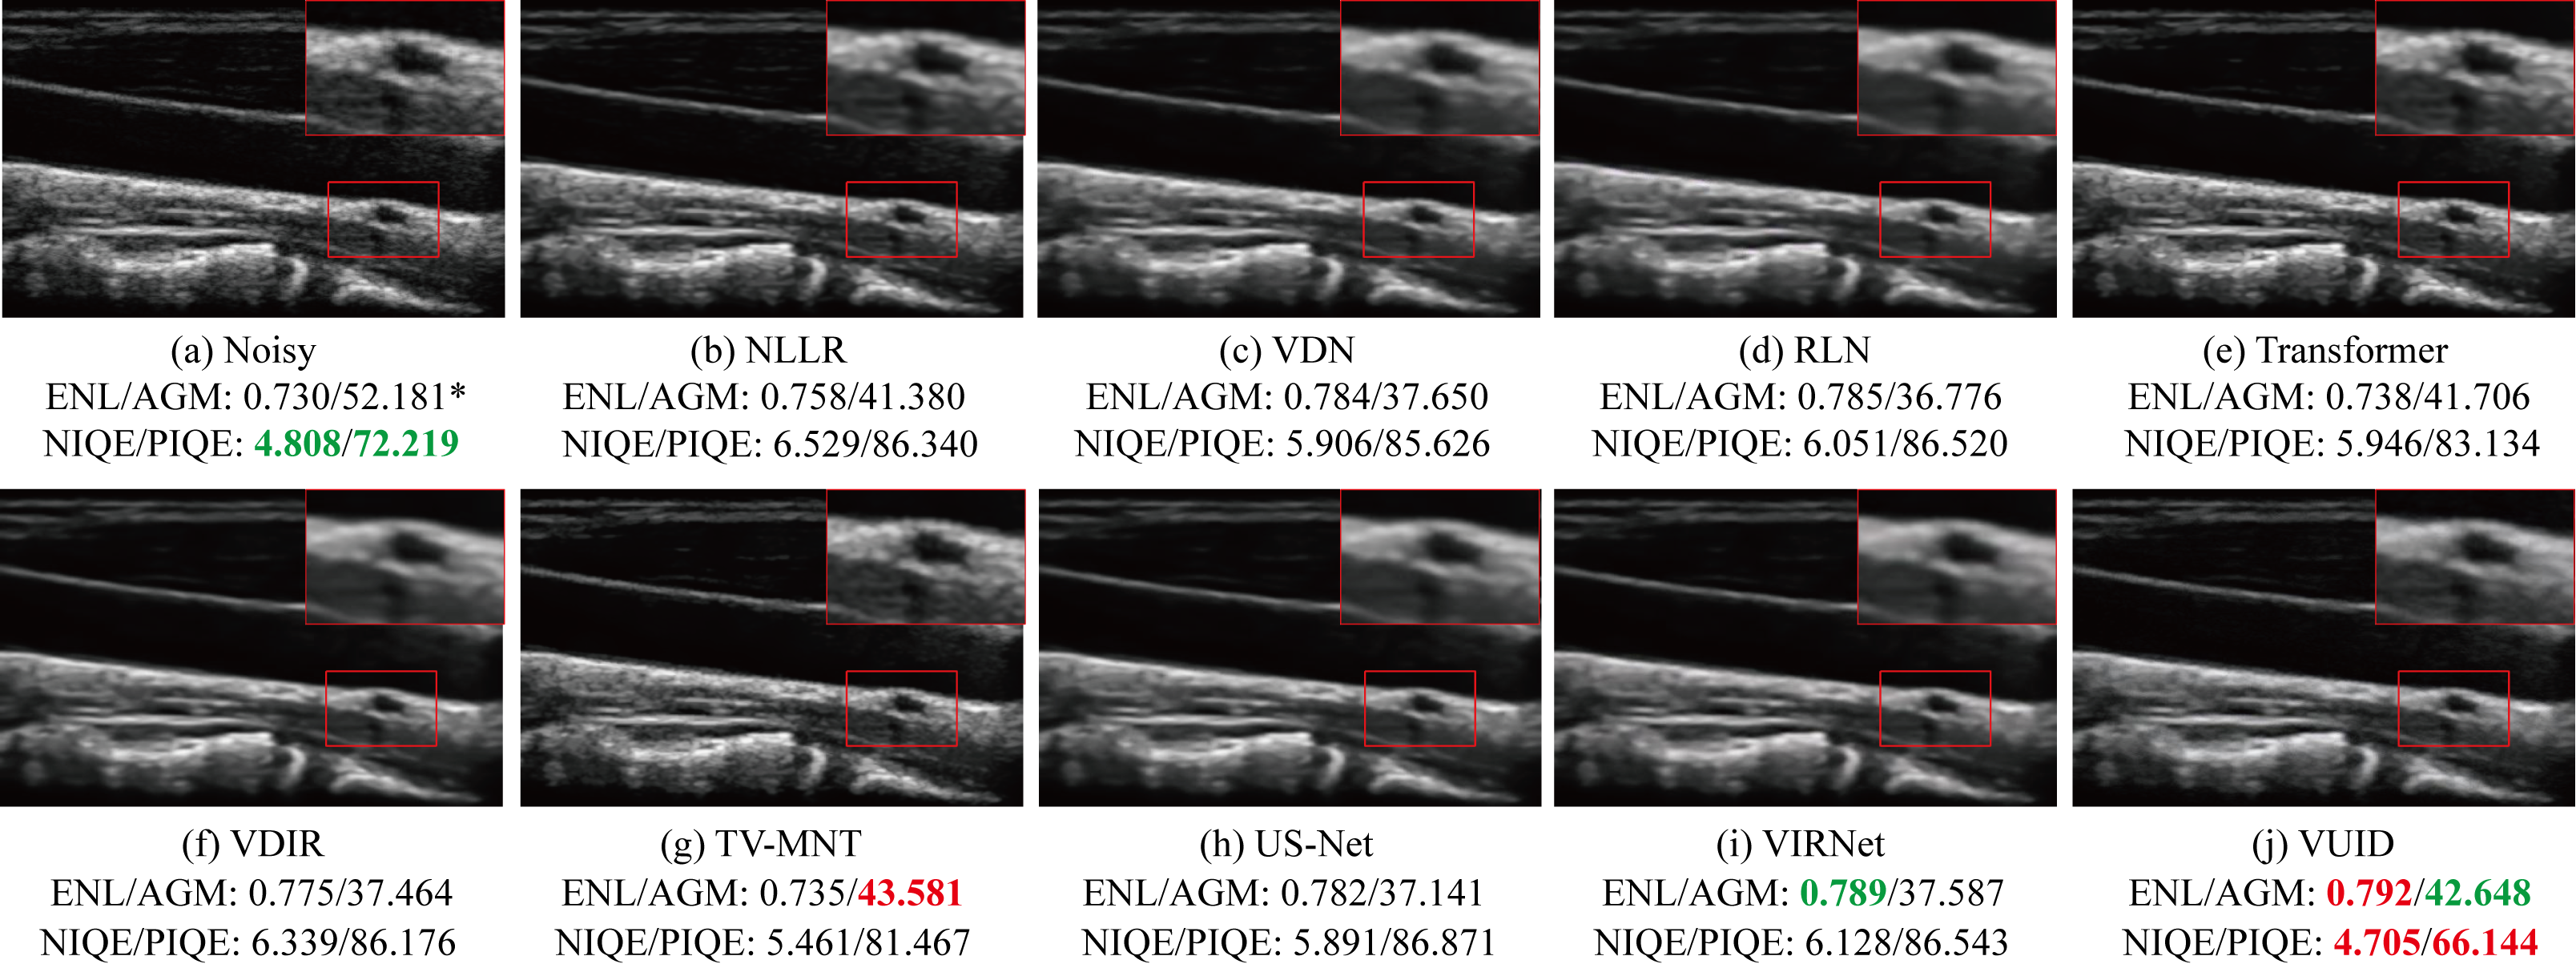 (a) Noisy
ENL/AGM: 0.730/52.181*
NIQE/PIQE: 4.808/72.219
(b) NLLR
ENL/AGM: 0.758/41.380
NIQE/PIQE: 6.529/86.340
(c) VDN
ENL/AGM: 0.784/37.650
NIQE/PIQE: 5.906/85.626
(d) RLN
ENL/AGM: 0.785/36.776
NIQE/PIQE: 6.051/86.520
(e) Transformer
ENL/AGM: 0.738/41.706
NIQE/PIQE: 5.946/83.134
(f) VDIR
ENL/AGM: 0.775/37.464
NIQE/PIQE: 6.339/86.176
(g) TV-MNT
ENL/AGM: 0.735/43.581
NIQE/PIQE: 5.461/81.467
(h) US-Net
ENL/AGM: 0.782/37.141
NIQE/PIQE: 5.891/86.871
(i) VIRNet
ENL/AGM: 0.789/37.587
NIQE/PIQE: 6.128/86.543
(j) VUID
ENL/AGM: 0.792/42.648
NIQE/PIQE: 4.705/66.144